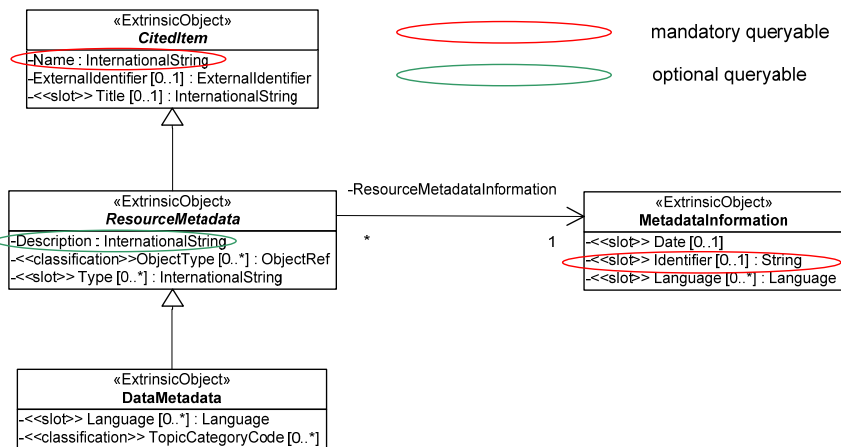 «ExtrinsicObject»
CitedItem
-Name : InternationalString
-ExternalIdentifier [0..1] : ExternalIdentifier
-<<slot>> Title [0..1] : InternationalString
mandatory queryable
optional queryable
«ExtrinsicObject»
ResourceMetadata
-Description : InternationalString
-<<classification>>ObjectType [0..*] : ObjectRef
-<<slot>> Type [0..*] : InternationalString
-ResourceMetadataInformation
*
1
«ExtrinsicObject»
MetadataInformation
-<<slot>> Date [0..1]
-<<slot>> Identifier [0..1] : String
-<<slot>> Language [0..*] : Language
«ExtrinsicObject»
DataMetadata
-<<slot>> Language [0..*] : Language
-<<classification>> TopicCategoryCode [0..*]